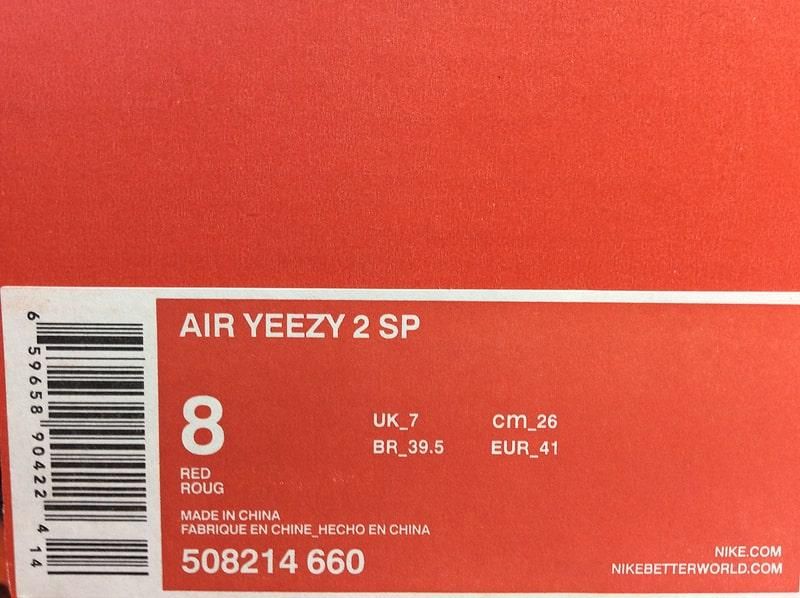 AIR YEEZY 2 SP
8
UK_7 cm_26
BR_39.5 EUR_41
RED
ROUG
MADE IN CHINA
FABRIQUE EN CHINE_HECHO EN CHINA
508214 660
NIKE.COM
NIKEBETTERWORLD.COM
6 59658 90422 4 14